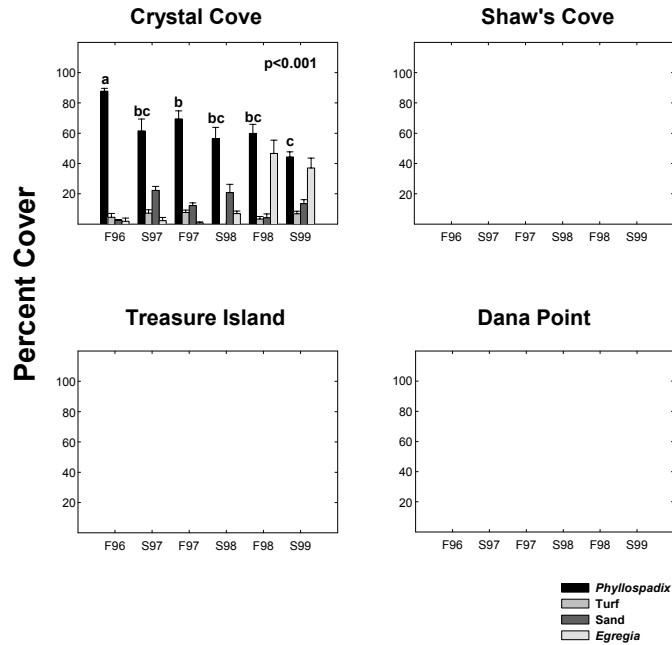 Crystal Cove
Shaw's Cove
100
80
60
40
20
p<0.001
a
bc
b
bc
bc
c
F96 S97 F97 S98 F98 S99
100
80
60
40
20
F96 S97 F97 S98 F98 S99
Percent Cover
Treasure Island
Dana Point
100
80
60
40
20
F96 S97 F97 S98 F98 S99
100
80
60
40
20
F96 S97 F97 S98 F98 S99
Phyllospadix
Turf
Sand
Egregia